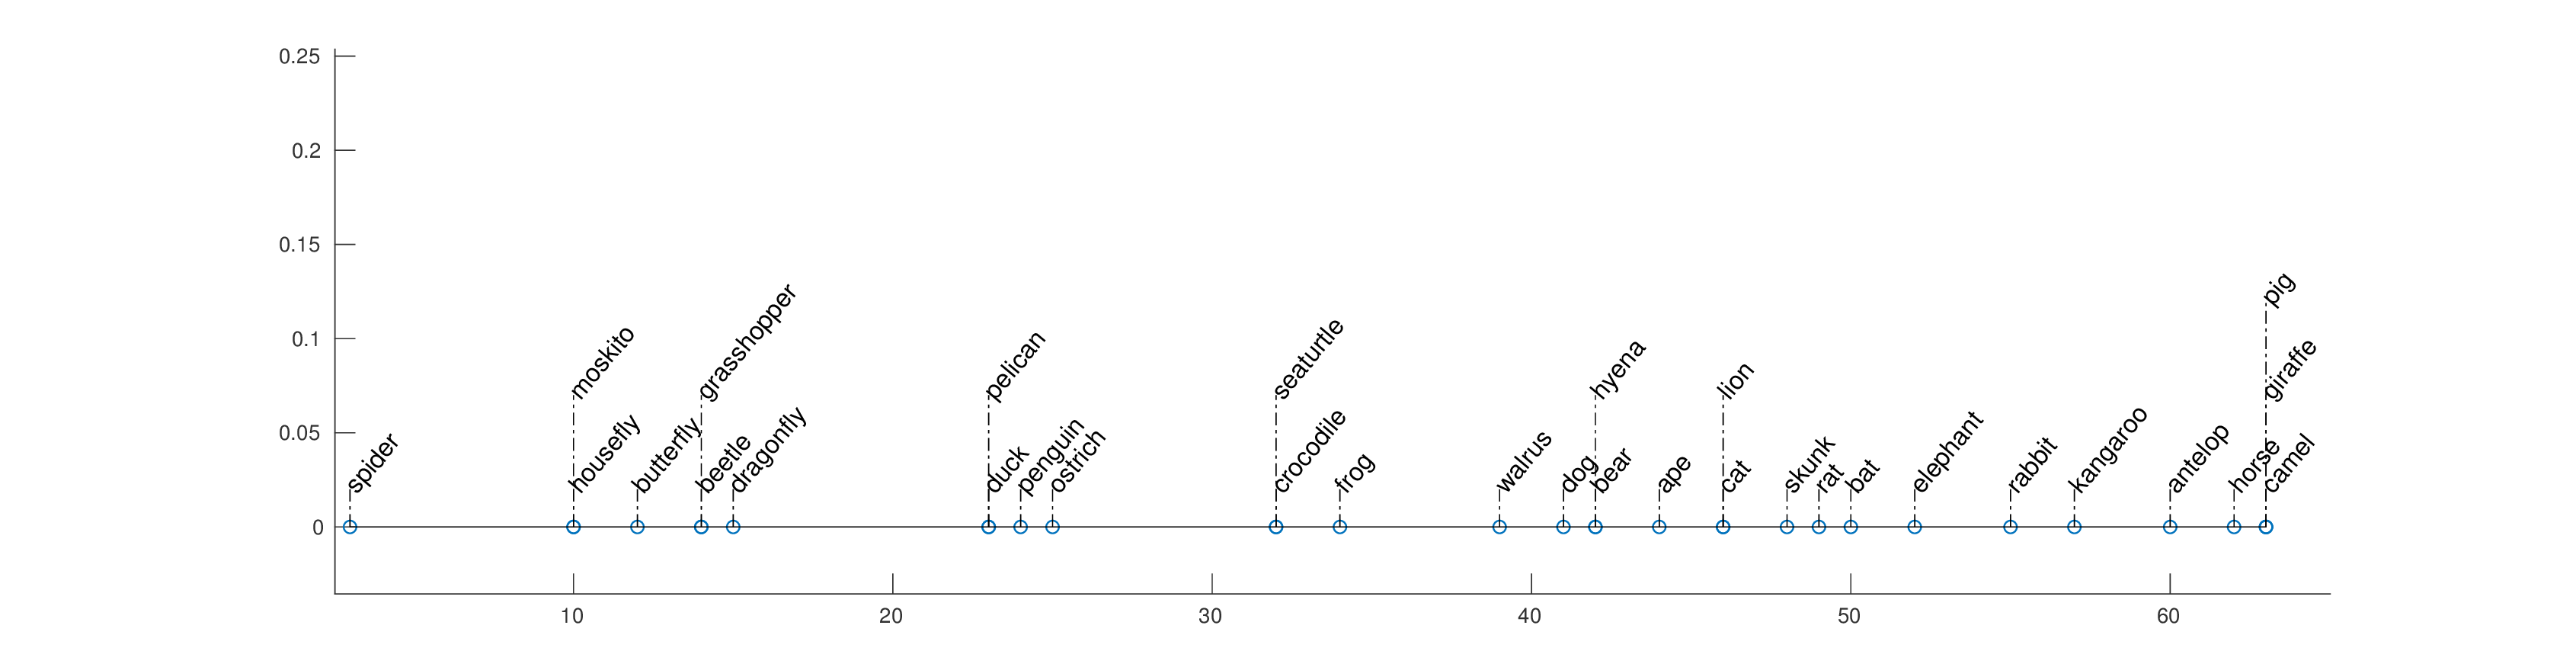 0.25
0.2
0.15
0.1
0.05
0
spider
moskito
housefly
butterfly
grasshopper
beetle
dragonfly
pelican
duck
penguin
ostrich
seaturtle
crocodile
frog
walrus
dog
hyena
bear
ape
lion
cat
skunk
rat
bat
elephant
rabbit
kangaroo
antelop
horse
pig
giraffe
camel
10 20 30 40 50 60